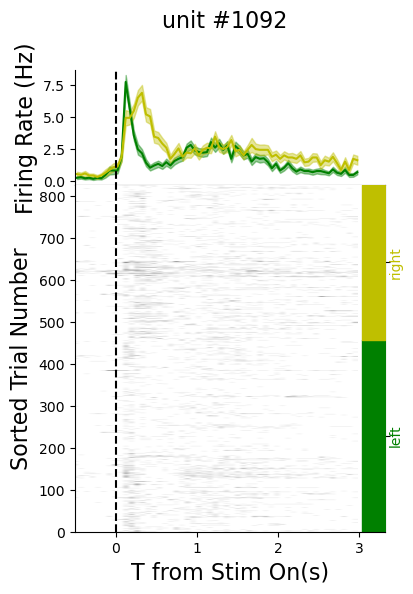 unit #1092
Firing Rate (Hz)
7.5
5.0
2.5
0.0
Sorted Trial Number
800
700
600
500
400
300
200
100
0
right
left
0
1
2
3
T from Stim On(s)